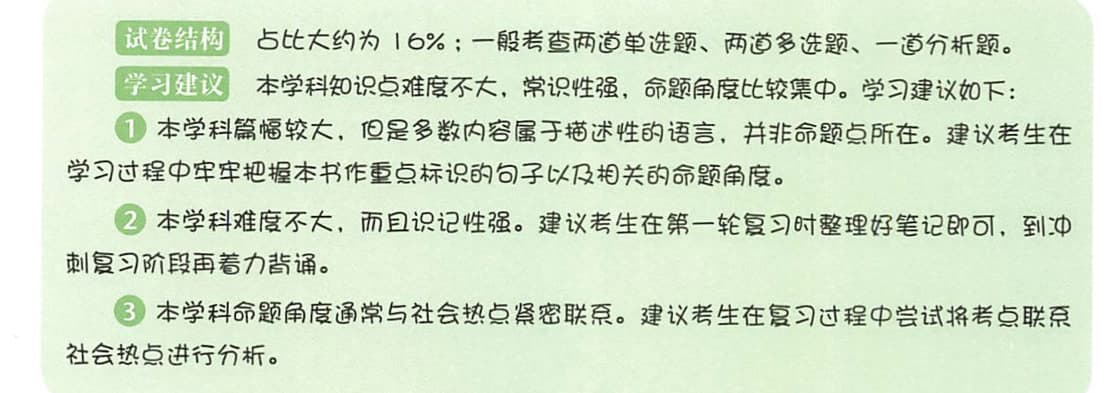 试卷结构 占比大约为 16%；一般考查两道单选题、两道多选题、一道分析题。
学习建议 本学科知识点难度不大，常识性强，命题角度比较集中。学习建议如下：
1 本学科篇幅较大，但是多数内容属于描述性的语言，并非命题点所在。建议考生在
学习过程中牢牢把握本书作重点标识的句子以及相关的命题角度。
2 本学科难度不大，而且识记性强。建议考生在第一轮复习时整理好笔记即可，到冲
刺复习阶段再着力背诵。
3 本学科命题角度通常与社会热点紧密联系。建议考生在复习过程中尝试将考点联系
社会热点进行分析。